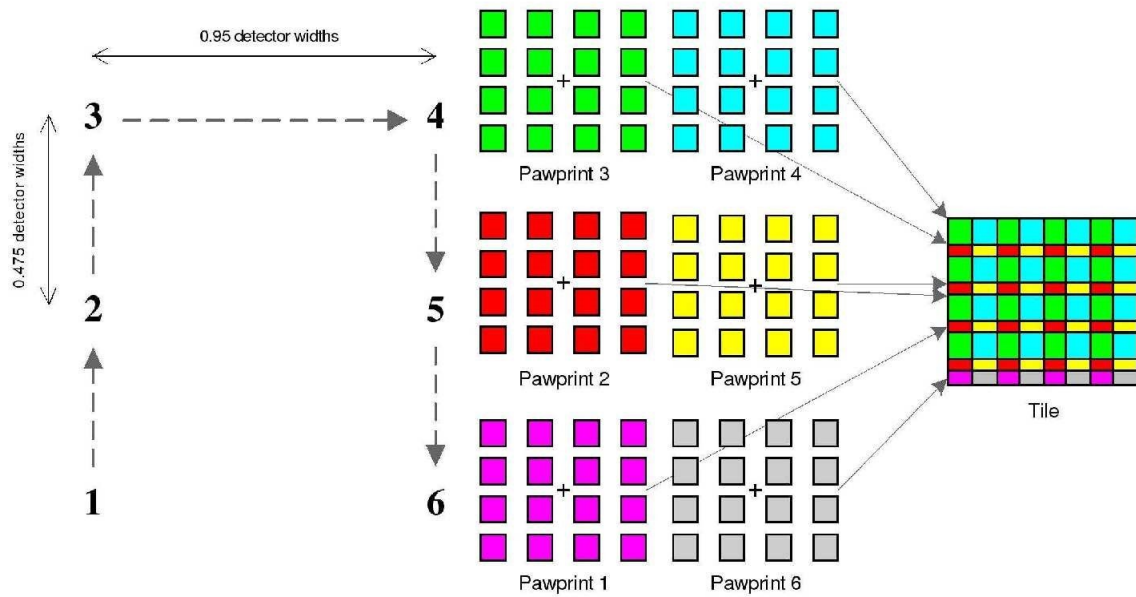 0.95 detector widths
0.475 detector widths
3
4
2
5
1
6
+
+
Pawprint 3
Pawprint 4
+
+
Pawprint 2
Pawprint 5
+
+
Pawprint 1
Pawprint 6
Tile